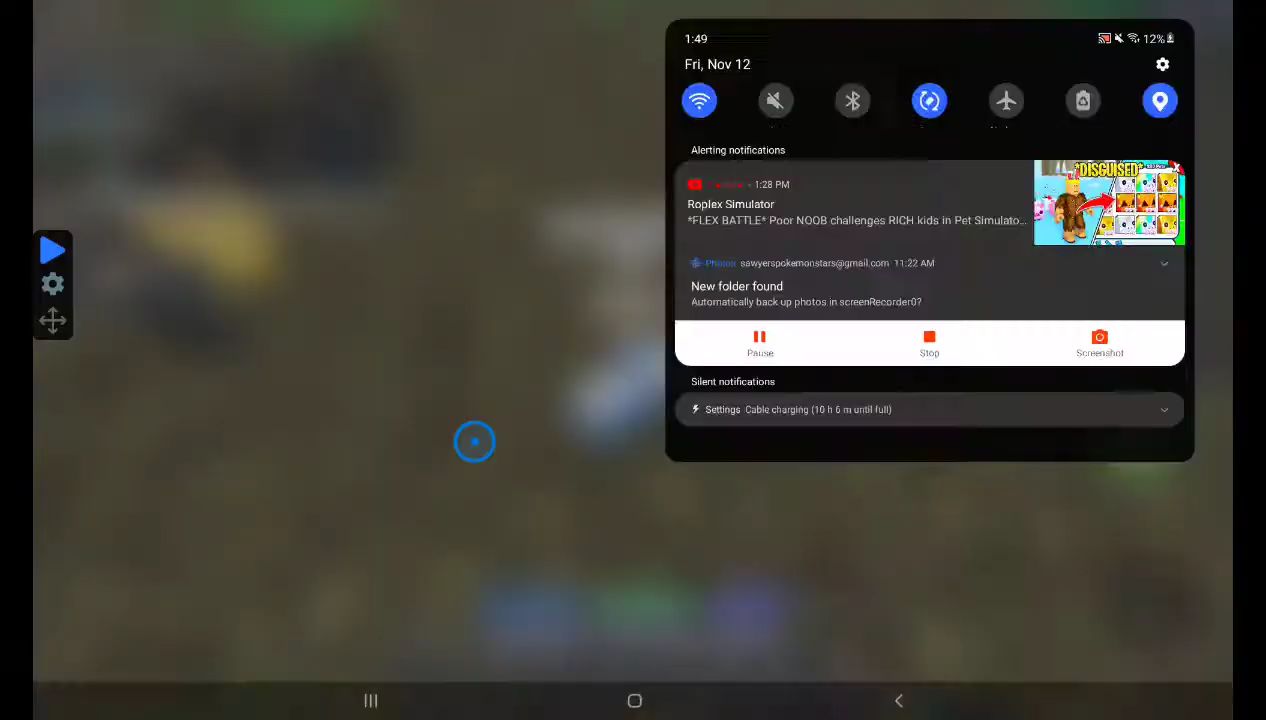 1:49
12%
Fri, Nov 12
Alerting notifications
1:28 PM
*DISGUISED*
Roplex Simulator
*FLEX BATTLE* Poor NOOB challenges RICH kids in Pet Simulato...
Photos sawyerspokemonstars@gmail.com 11:22 AM
New folder found
Automatically back up photos in screenRecorder0?
Pause
Stop
Screenshot
Silent notifications
Settings Cable charging (10 h 6 m until full)